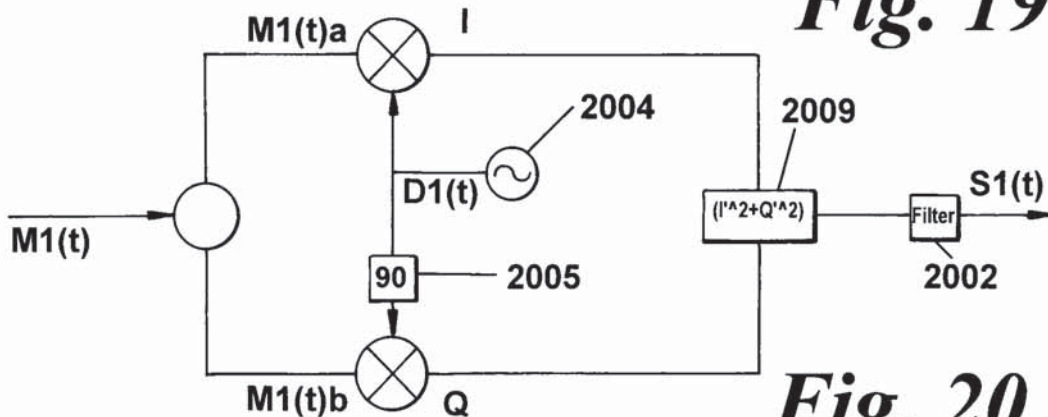 Fig. 19
M1(t)a
I
2004
2009
D1(t)
(I'^2+Q'^2)
Filter
S1(t)
M1(t)
90
2005
2002
M1(t)b
Q
Fig. 20